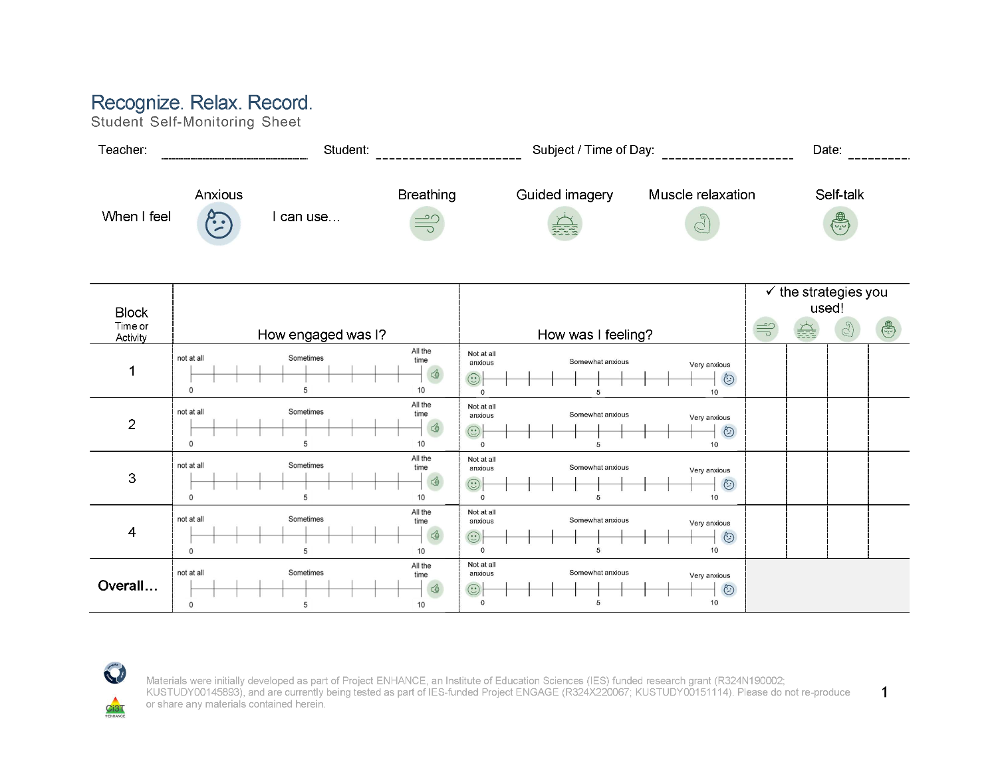 Recognize. Relax. Record.
Student Self-Monitoring Sheet
Teacher: Student: Subject / Time of Day: Date:
Anxious Breathing Guided imagery Muscle relaxation Self-talk
When I feel I can use...
✓ the strategies you
used!
Block
Time or
Activity
How engaged was I? How was I feeling?
1
not at all Sometimes All the
time
0 5 10
Not at all
anxious
Somewhat anxious Very anxious
0 5 10
2
not at all Sometimes All the
time
0 5 10
Not at all
anxious
Somewhat anxious Very anxious
0 5 10
3
not at all Sometimes All the
time
0 5 10
Not at all
anxious
Somewhat anxious Very anxious
0 5 10
4
not at all Sometimes All the
time
0 5 10
Not at all
anxious
Somewhat anxious Very anxious
0 5 10
Overall...
not at all Sometimes All the
time
0 5 10
Not at all
anxious
Somewhat anxious Very anxious
0 5 10
Materials were initially developed as part of Project ENHANCE, an Institute of Education Sciences (IES) funded research grant (R324N190002;
KUSTUDY00145893), and are currently being tested as part of IES-funded Project ENGAGE (R324X220067; KUSTUDY00151114). Please do not re-produce
or share any materials contained herein.
1
Ci3T
+ENHANCE